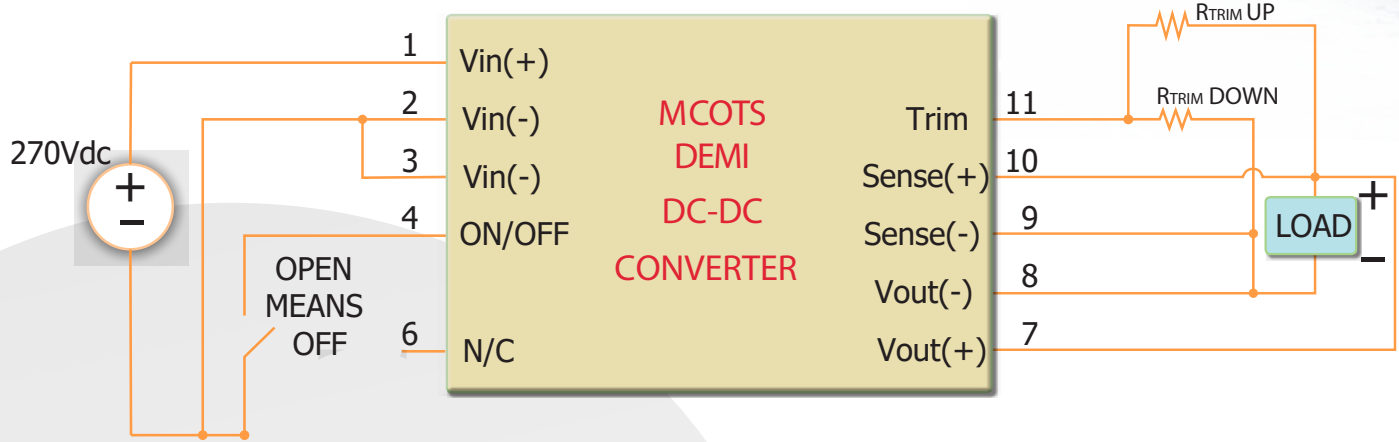 270Vdc
+
−
1
2
3
4
6
OPEN
MEANS
OFF
Vin(+)
Vin(-)
Vin(-)
ON/OFF
N/C
MCOTS
DEMI
DC-DC
CONVERTER
Trim
Sense(+)
Sense(-)
Vout(-)
Vout(+)
11
10
9
8
7
RTRIM UP
RTRIM DOWN
LOAD
+
−